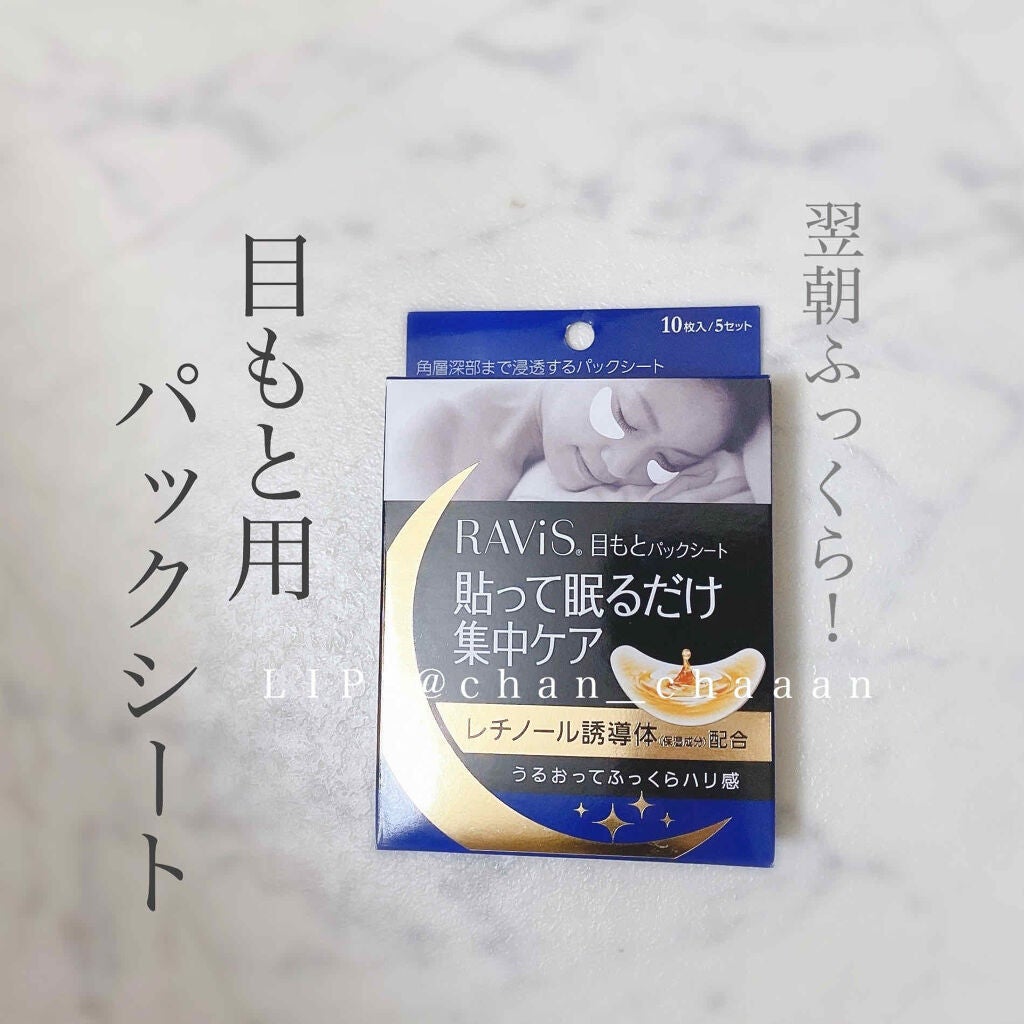 翌朝ふっくら！
目もと用
パックシート
10枚入/5セット
角層深部まで浸透するパックシート
RAViS® 目もとパックシート
貼って眠るだけ
集中ケア
LIPS @chan__chaaan
レチノール誘導体(保湿成分)配合
うるおってふっくらハリ感